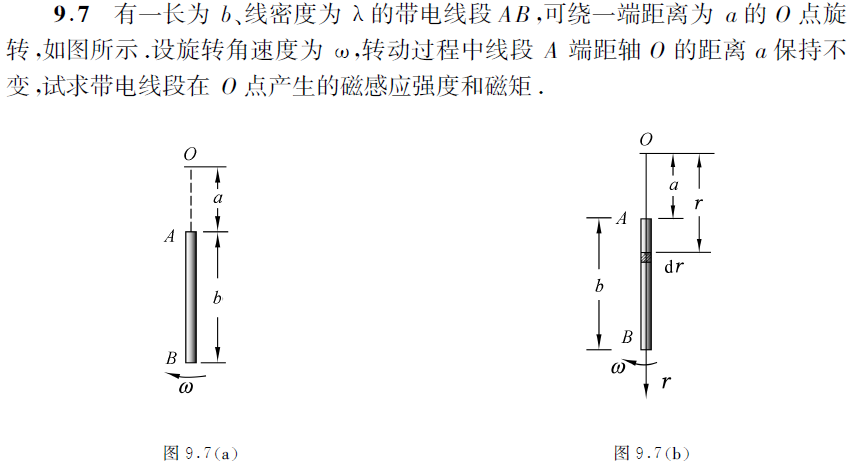 9.7 有一长为 b、线密度为 λ 的带电线段 AB,可绕一端距离为 a 的 O 点旋
转,如图所示.设旋转角速度为 ω,转动过程中线段 A 端距轴 O 的距离 a 保持不
变,试求带电线段在 O 点产生的磁感应强度和磁矩.
O
a
A
b
B
ω
图 9.7(a)
O
a
r
A
dr
b
B
ω
r
图 9.7(b)